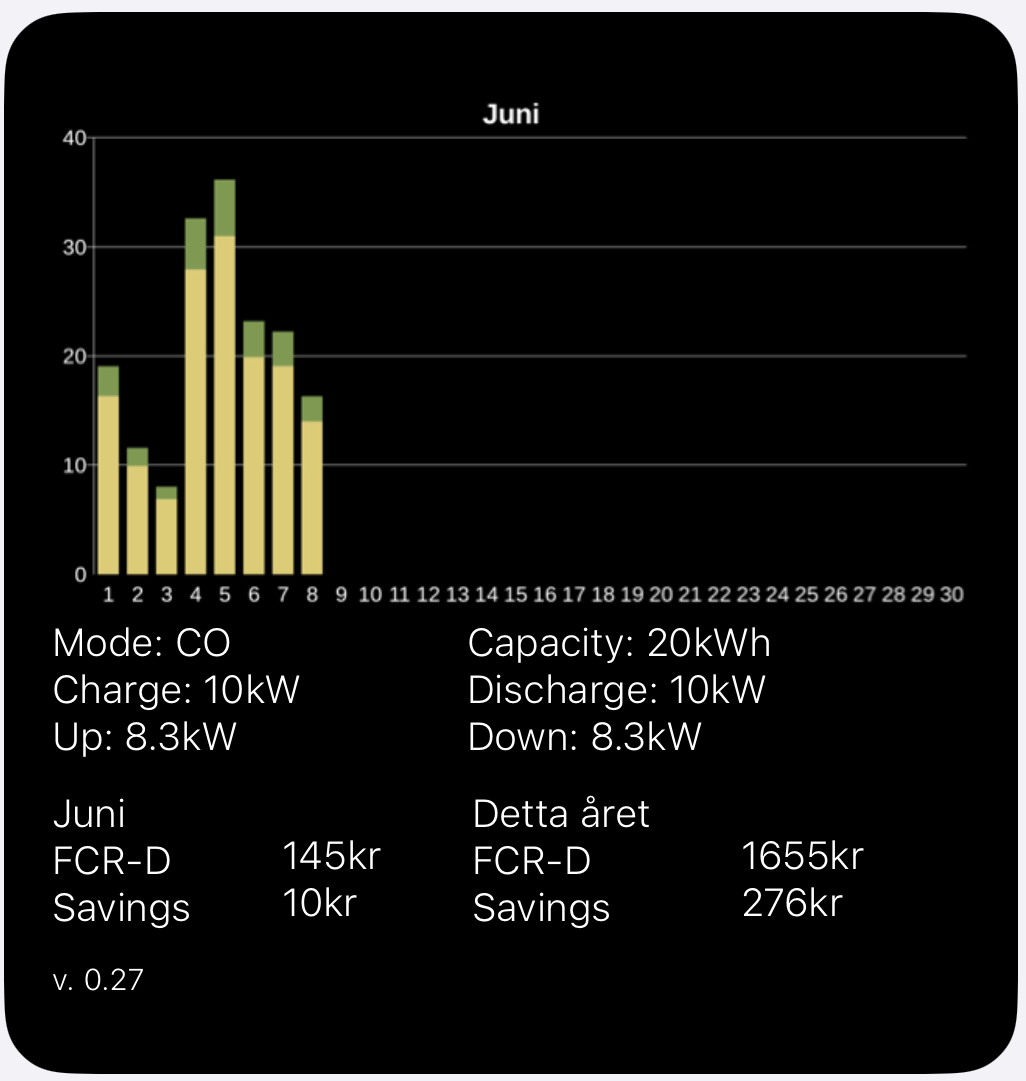 Juni
40
30
20
10
0
1 2 3 4 5 6 7 8 9 10 11 12 13 14 15 16 17 18 19 20 21 22 23 24 25 26 27 28 29 30
Mode: CO Capacity: 20kWh
Charge: 10kW Discharge: 10kW
Up: 8.3kW Down: 8.3kW
Juni Detta året
FCR-D 145kr FCR-D 1655kr
Savings 10kr Savings 276kr
v. 0.27